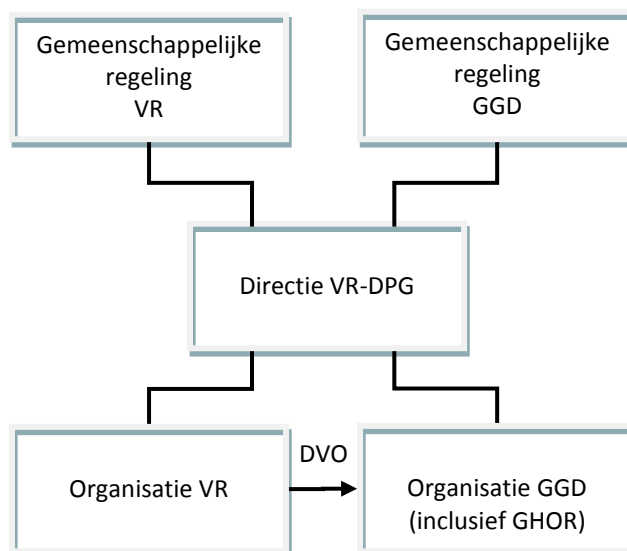 Gemeenschappelijke
regeling
VR
Gemeenschappelijke
regeling
GGD
Directie VR-DPG
Organisatie VR
DVO
Organisatie GGD
(inclusief GHOR)